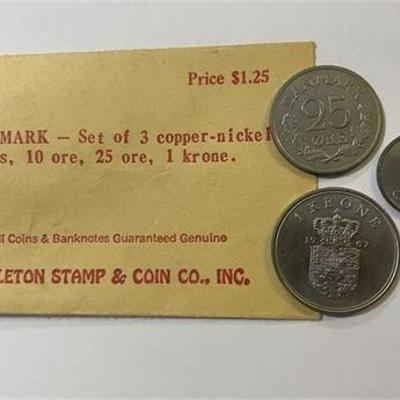 Price $1.25
MARK — Set of 3 copper-nickel
s, 10 ore, 25 ore, 1 krone.
ll Coins & Banknotes Guaranteed Genuine
LETON STAMP & COIN CO., INC.
DANMARK
25
ØRE
1 KRONE
19 67